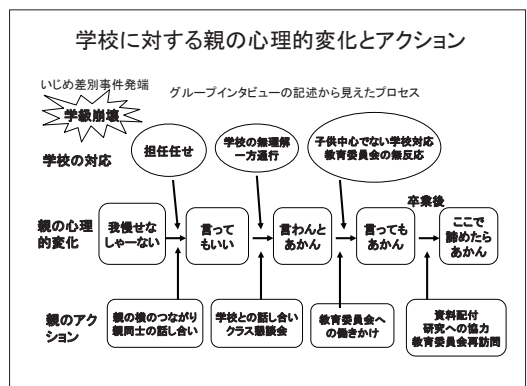 学校に対する親の心理的変化とアクション
いじめ差別事件発端
グループインタビューの記述から見えたプロセス
学級崩壊
学校の対応
担任任せ
学校の無理解
一方通行
子供中心でない学校対応
教育委員会の無反応
卒業後
親の心理
的変化
我慢せな
しゃーない
言って
もいい
言わんと
あかん
言っても
あかん
ここで
諦めたら
あかん
親のアク
ション
親の横のつながり
親同士の話し合い
学校との話し合い
クラス懇談会
教育委員会へ
の働きかけ
資料配付
研究への協力
教育委員会再訪問